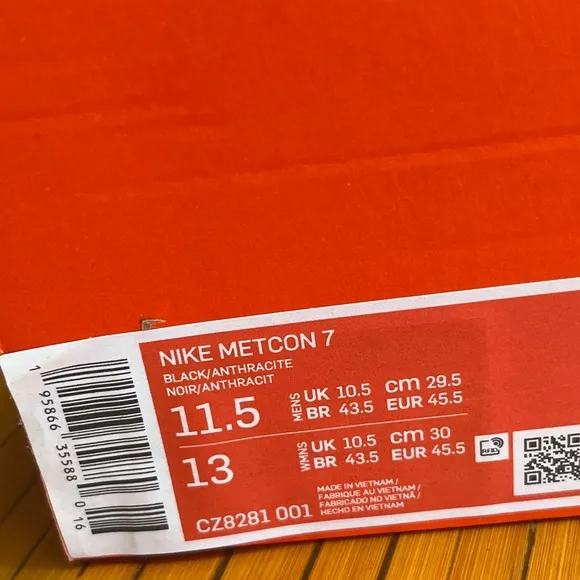 NIKE METCON 7
BLACK/ANTHRACITE
NOIR/ANTHRACIT
11.5 MENS UK 10.5 cm 29.5
BR 43.5 EUR 45.5
13 WMNS UK 10.5 cm 30
BR 43.5 EUR 45.5
RFID
CZ8281 001
MADE IN VIETNAM /
FABRIQUE AU VIETNAM /
FABRICADO NO VIETNÃ /
HECHO EN VIETNAM
1 95866 35588 0 16